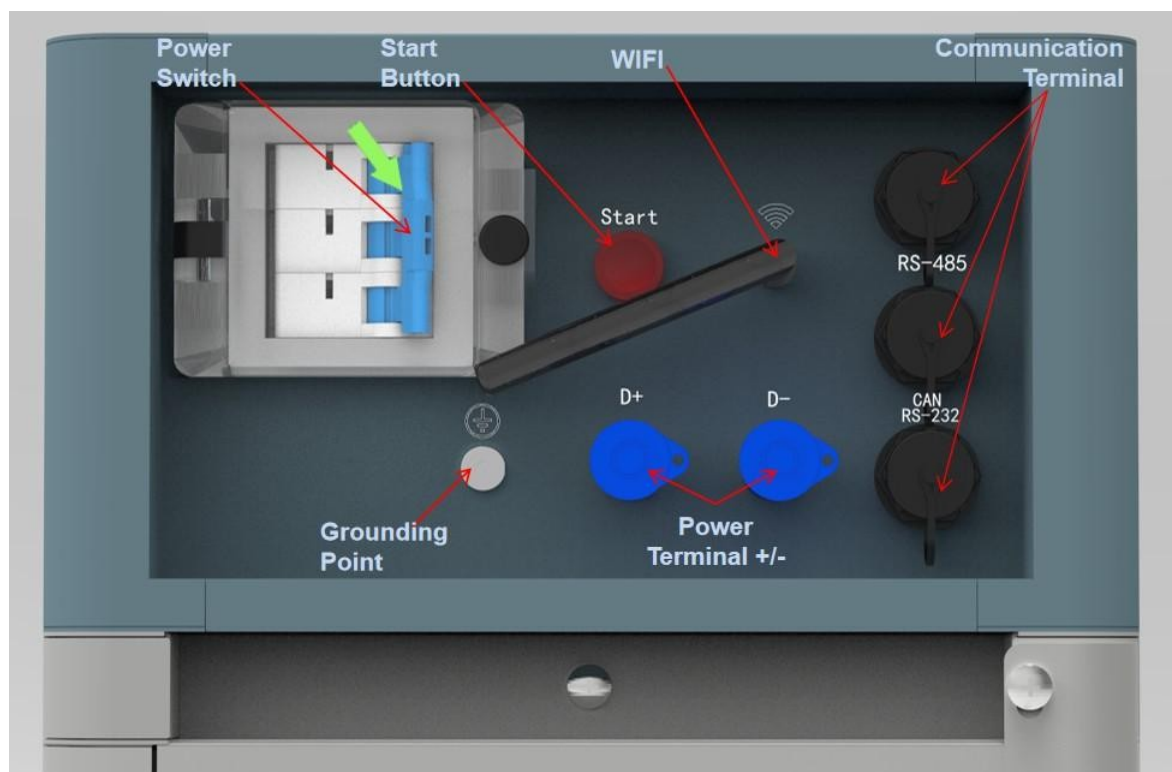 Power
Switch
Start
Button
WIFI
Communication
Terminal
Start
RS-485
D+
D-
CAN
RS-232
Grounding
Point
Power
Terminal +/-